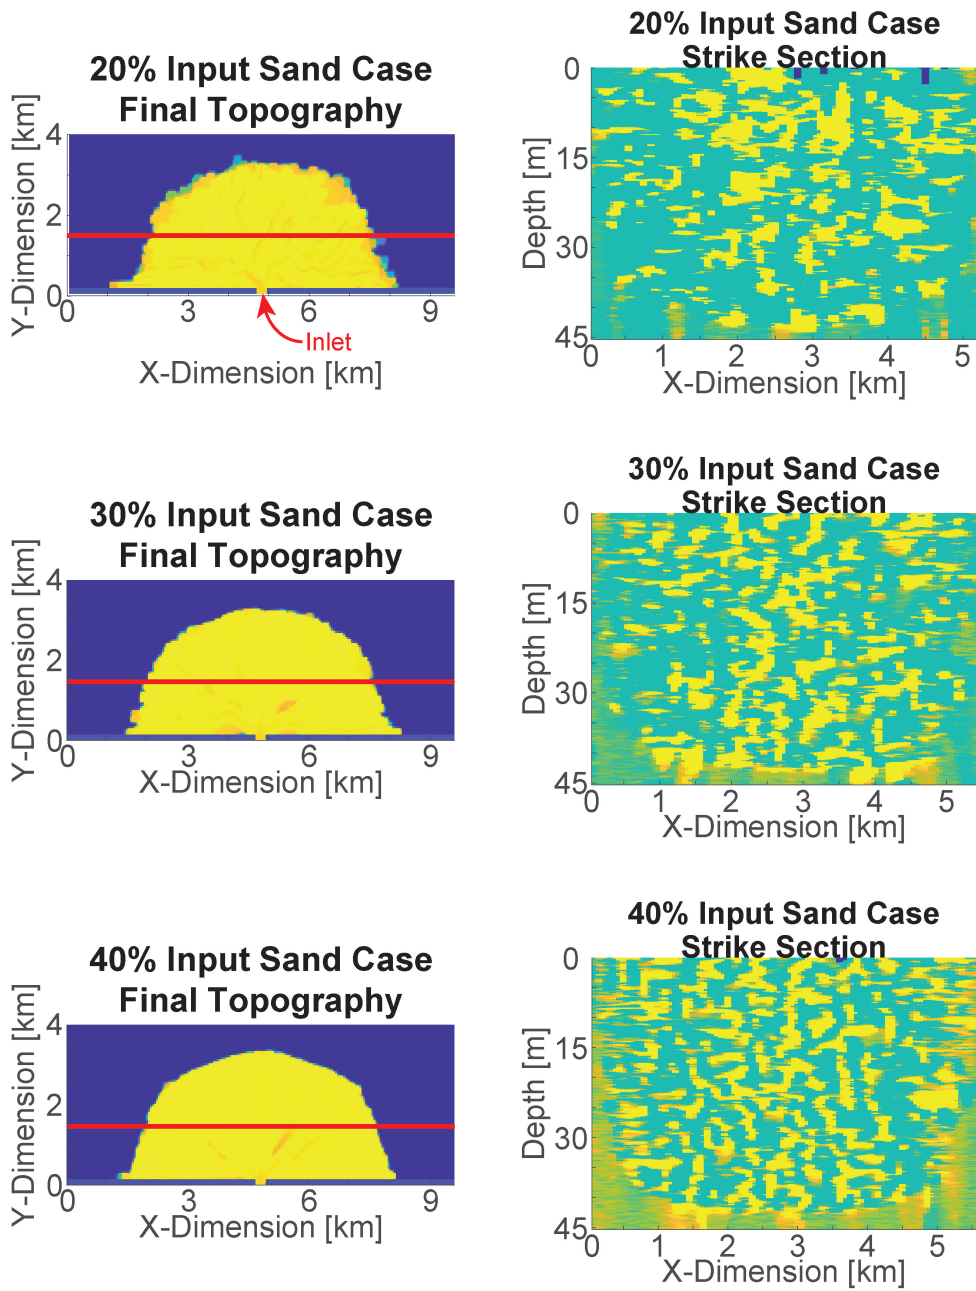 20% Input Sand Case
Final Topography
Y-Dimension [km]
4
2
0
0 3 6 9
Inlet
X-Dimension [km]
20% Input Sand Case
Strike Section
Depth [m]
0
15
30
45
0 1 2 3 4 5
X-Dimension [km]
30% Input Sand Case
Final Topography
Y-Dimension [km]
4
2
0
0 3 6 9
X-Dimension [km]
30% Input Sand Case
Strike Section
Depth [m]
0
15
30
45
0 1 2 3 4 5
X-Dimension [km]
40% Input Sand Case
Final Topography
Y-Dimension [km]
4
2
0
0 3 6 9
X-Dimension [km]
40% Input Sand Case
Strike Section
Depth [m]
0
15
30
45
0 1 2 3 4 5
X-Dimension [km]